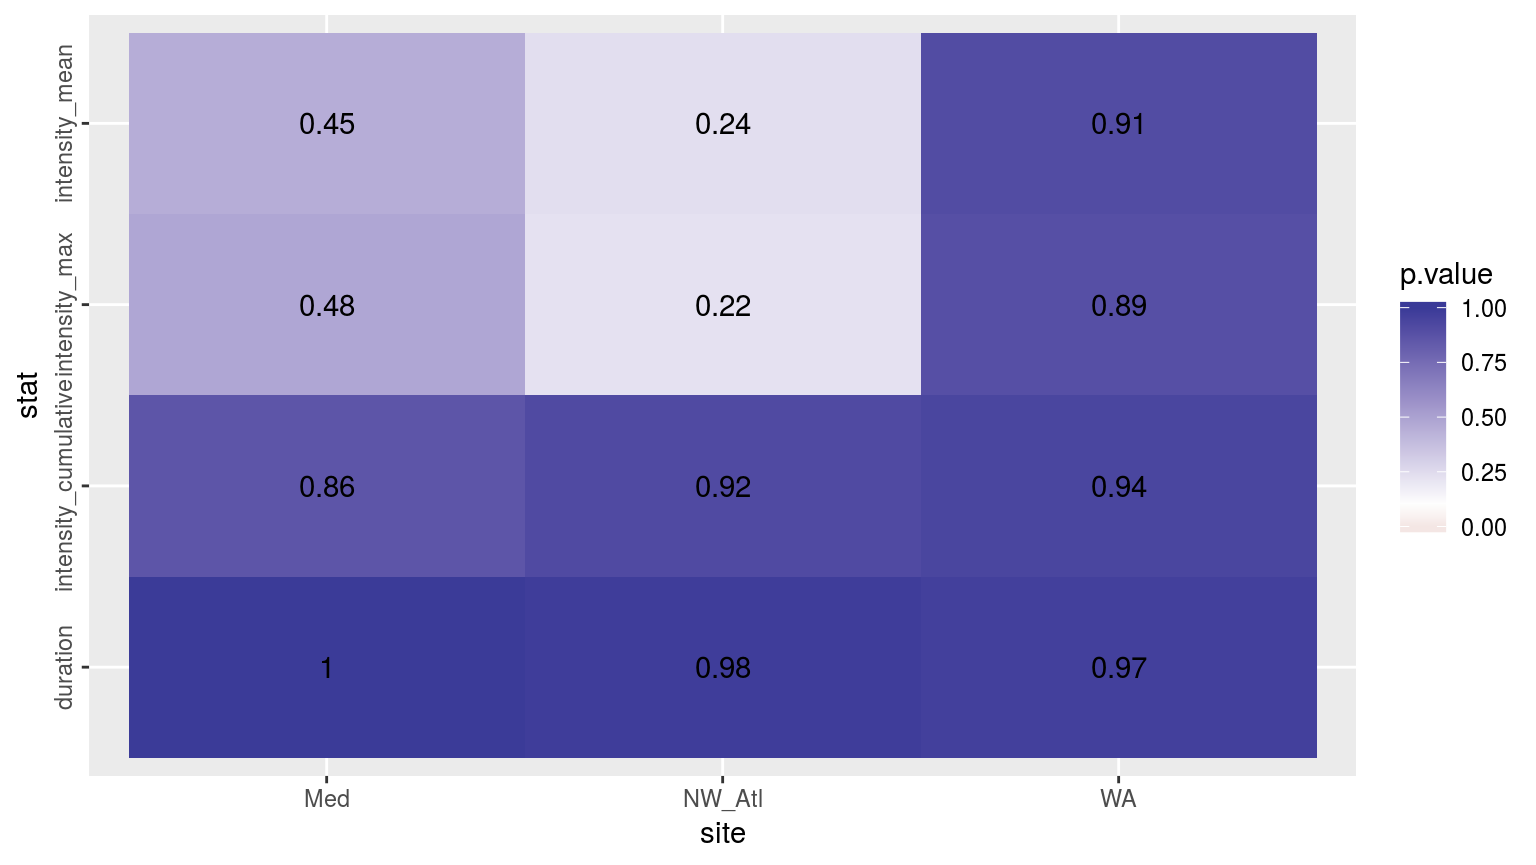 intensity_mean
0.45 0.24 0.91
intensity_max
0.48 0.22 0.89
intensity_cumulative
0.86 0.92 0.94
duration
1 0.98 0.97
stat
Med NW_Atl WA
site
p.value
1.00
0.75
0.50
0.25
0.00